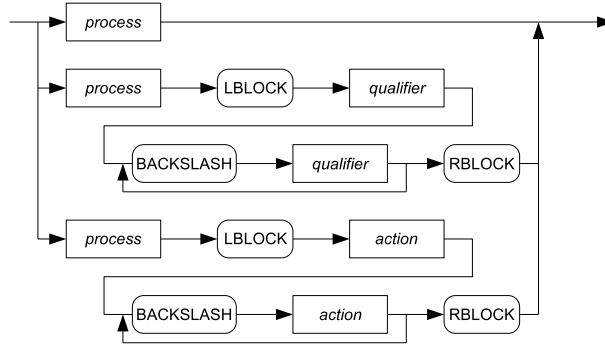 process
process LBLOCK qualifier
BACKSLASH qualifier RBLOCK
process LBLOCK action
BACKSLASH action RBLOCK